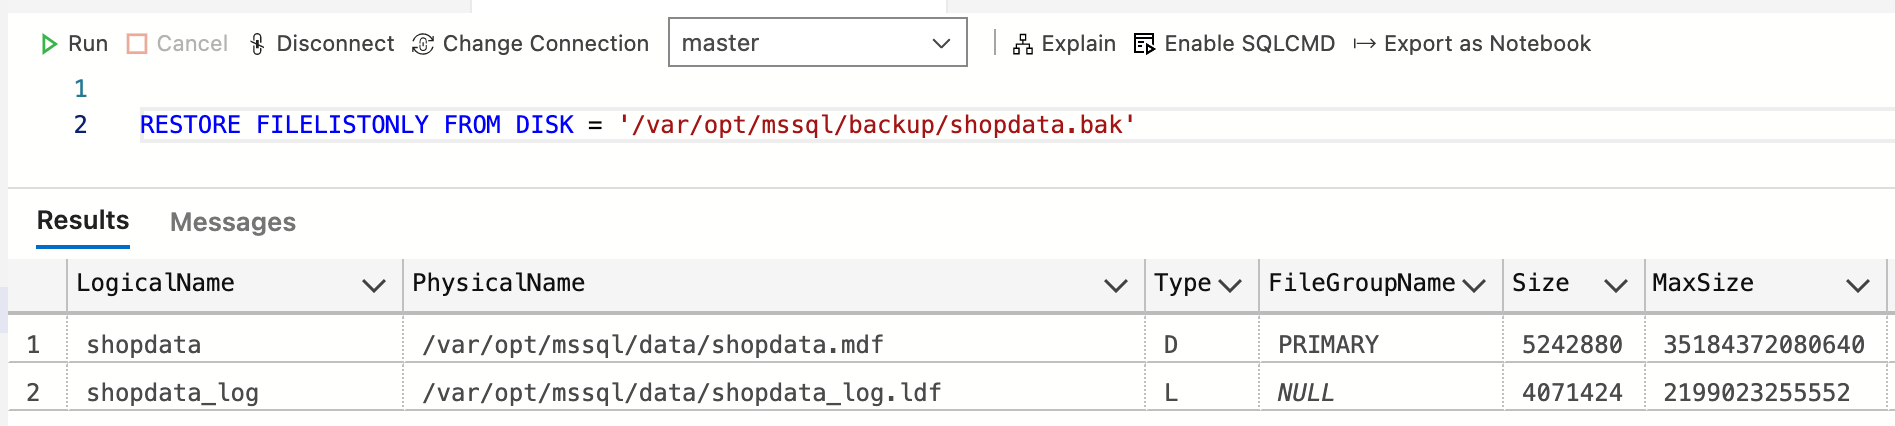 Run Cancel Disconnect Change Connection master Explain Enable SQLCMD Export as Notebook
1
2 RESTORE FILELISTONLY FROM DISK = '/var/opt/mssql/backup/shopdata.bak'
Results Messages
LogicalName PhysicalName Type FileGroupName Size MaxSize
1 shopdata /var/opt/mssql/data/shopdata.mdf D PRIMARY 5242880 35184372080640
2 shopdata_log /var/opt/mssql/data/shopdata_log.ldf L NULL 4071424 2199023255552